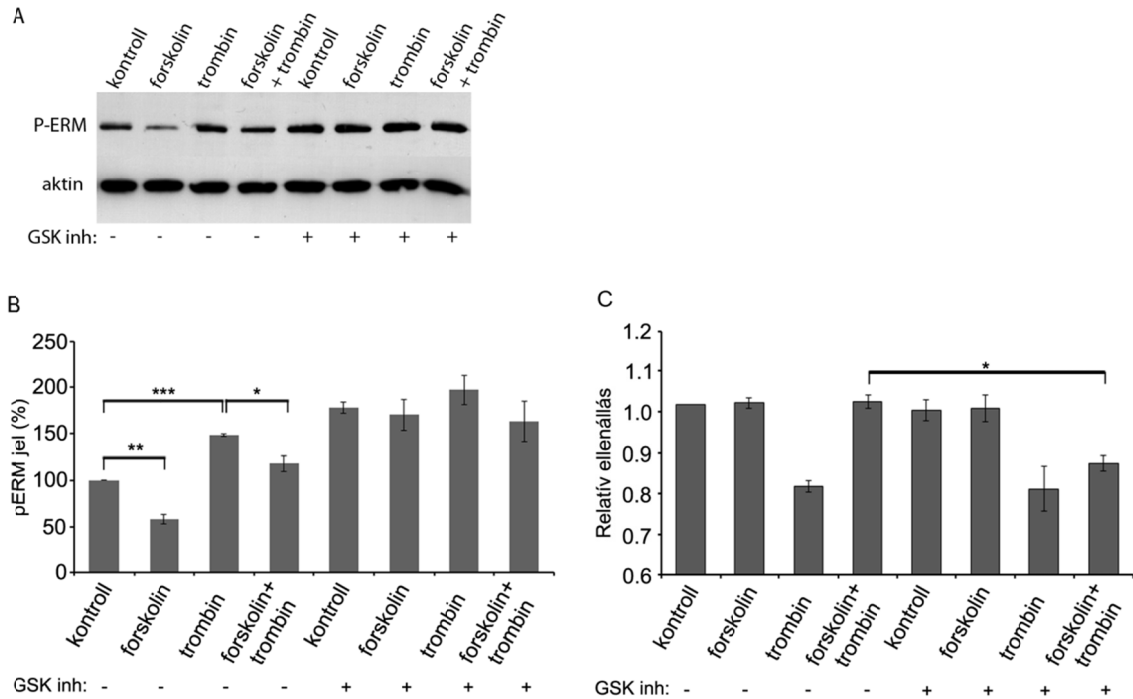 A
kontroll
forskolin
trombin
forskolin
+ trombin
kontroll
forskolin
trombin
forskolin
+ trombin
P-ERM
aktin
GSK inh: - - - - + + + +
B
pERM jel (%)
250
200
150
100
50
0
***
*
**
kontroll
forskolin
trombin
forskolin+
trombin
kontroll
forskolin
trombin
forskolin+
trombin
GSK inh: - - - - + + + +
C
Relatív ellenállás
1.2
1.1
1.0
0.9
0.8
0.7
0.6
*
kontroll
forskolin
trombin
forskolin+
trombin
kontroll
forskolin
trombin
forskolin+
trombin
GSK inh: - - - - + + + +